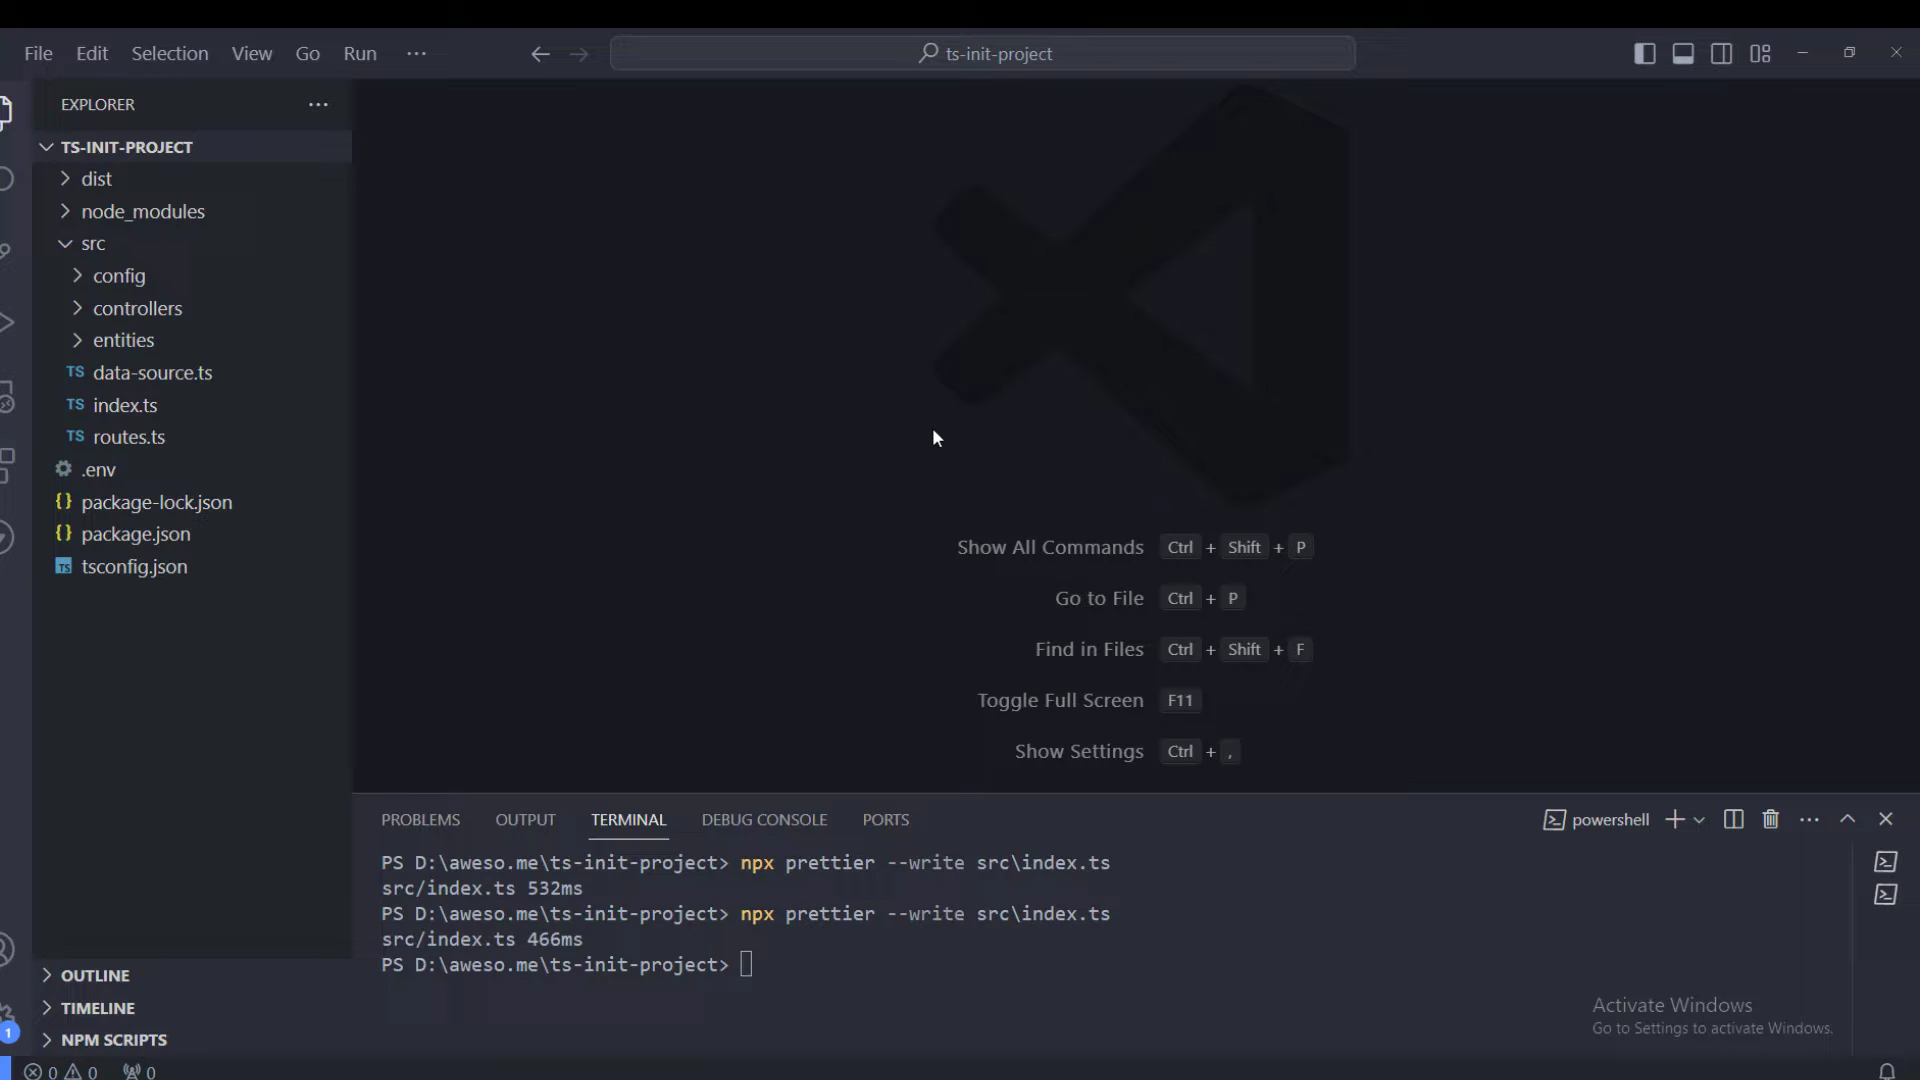 File Edit Selection View Go Run ···
ts-init-project
EXPLORER ···
TS-INIT-PROJECT
dist
node_modules
src
config
controllers
entities
TS data-source.ts
TS index.ts
TS routes.ts
.env
{} package-lock.json
{} package.json
TS tsconfig.json
Show All Commands Ctrl + Shift + P
Go to File Ctrl + P
Find in Files Ctrl + Shift + F
Toggle Full Screen F11
Show Settings Ctrl + ,
PROBLEMS OUTPUT TERMINAL DEBUG CONSOLE PORTS
powershell
PS D:\aweso.me\ts-init-project> npx prettier --write src\index.ts
src/index.ts 532ms
PS D:\aweso.me\ts-init-project> npx prettier --write src\index.ts
src/index.ts 466ms
PS D:\aweso.me\ts-init-project>
OUTLINE
TIMELINE
NPM SCRIPTS
Activate Windows
Go to Settings to activate Windows.
1
0 0 0